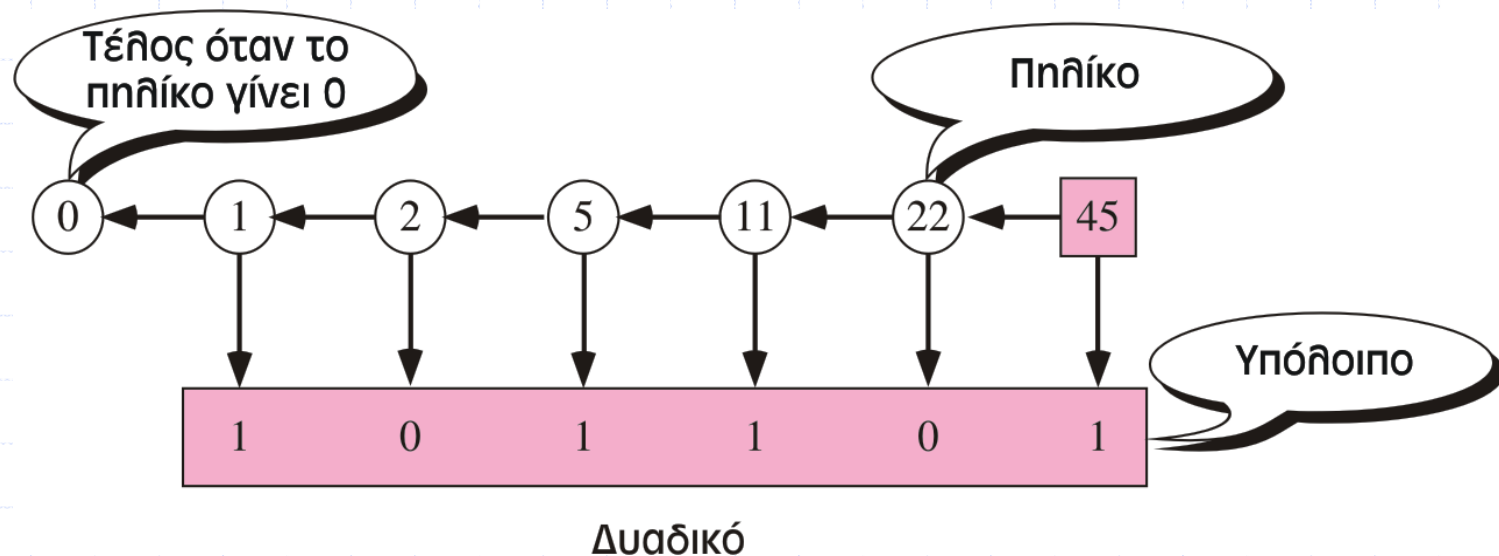 Τέλος όταν το
πηλίκο γίνει 0
Πηλίκο
0 1 2 5 11 22 45
Υπόλοιπο
1 0 1 1 0 1
Δυαδικό